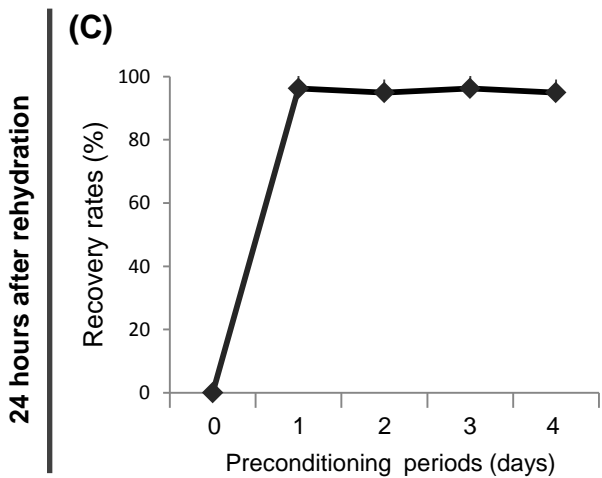 (C)
24 hours after rehydration
Recovery rates (%)
100
80
60
40
20
0
0 1 2 3 4
Preconditioning periods (days)